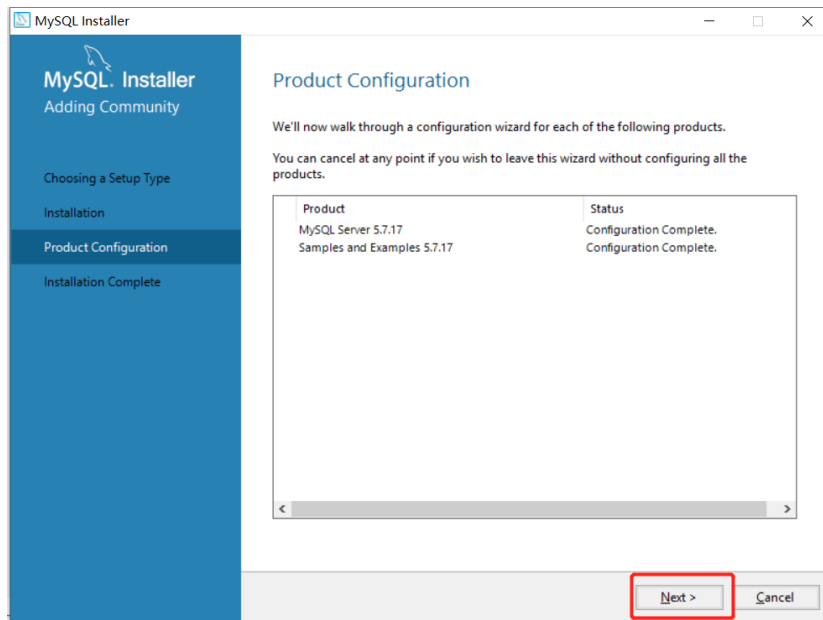 MySQL Installer
MySQL. Installer
Adding Community
Choosing a Setup Type
Installation
Product Configuration
Installation Complete
Product Configuration
We'll now walk through a configuration wizard for each of the following products.
You can cancel at any point if you wish to leave this wizard without configuring all the
products.
Product Status
MySQL Server 5.7.17 Configuration Complete.
Samples and Examples 5.7.17 Configuration Complete.
Next > Cancel